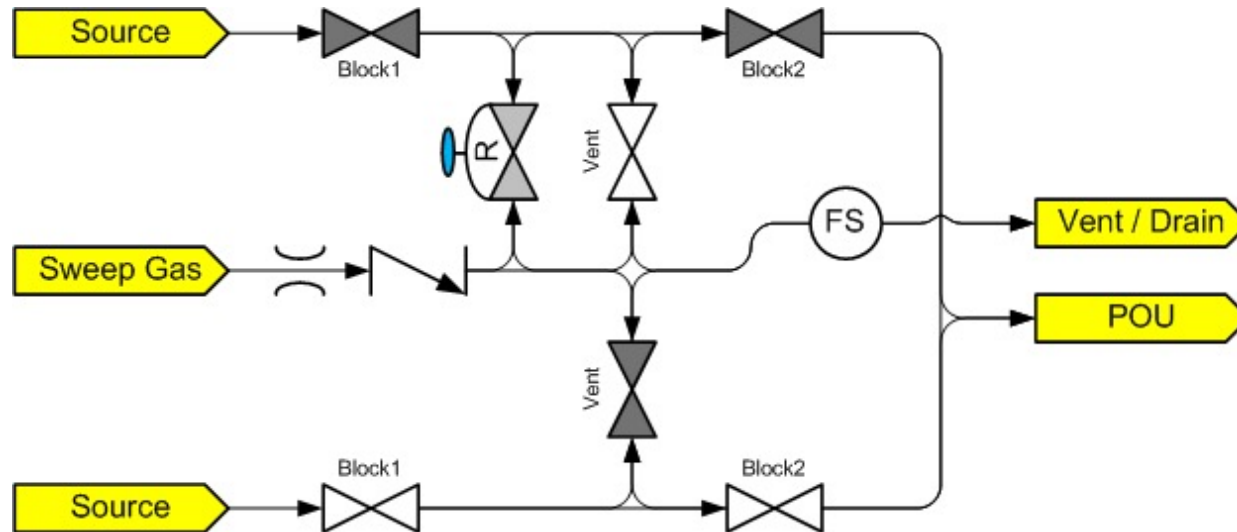 Source
Block1
Block2
R
Vent
FS
Vent / Drain
Sweep Gas
POU
Vent
Block1
Block2
Source